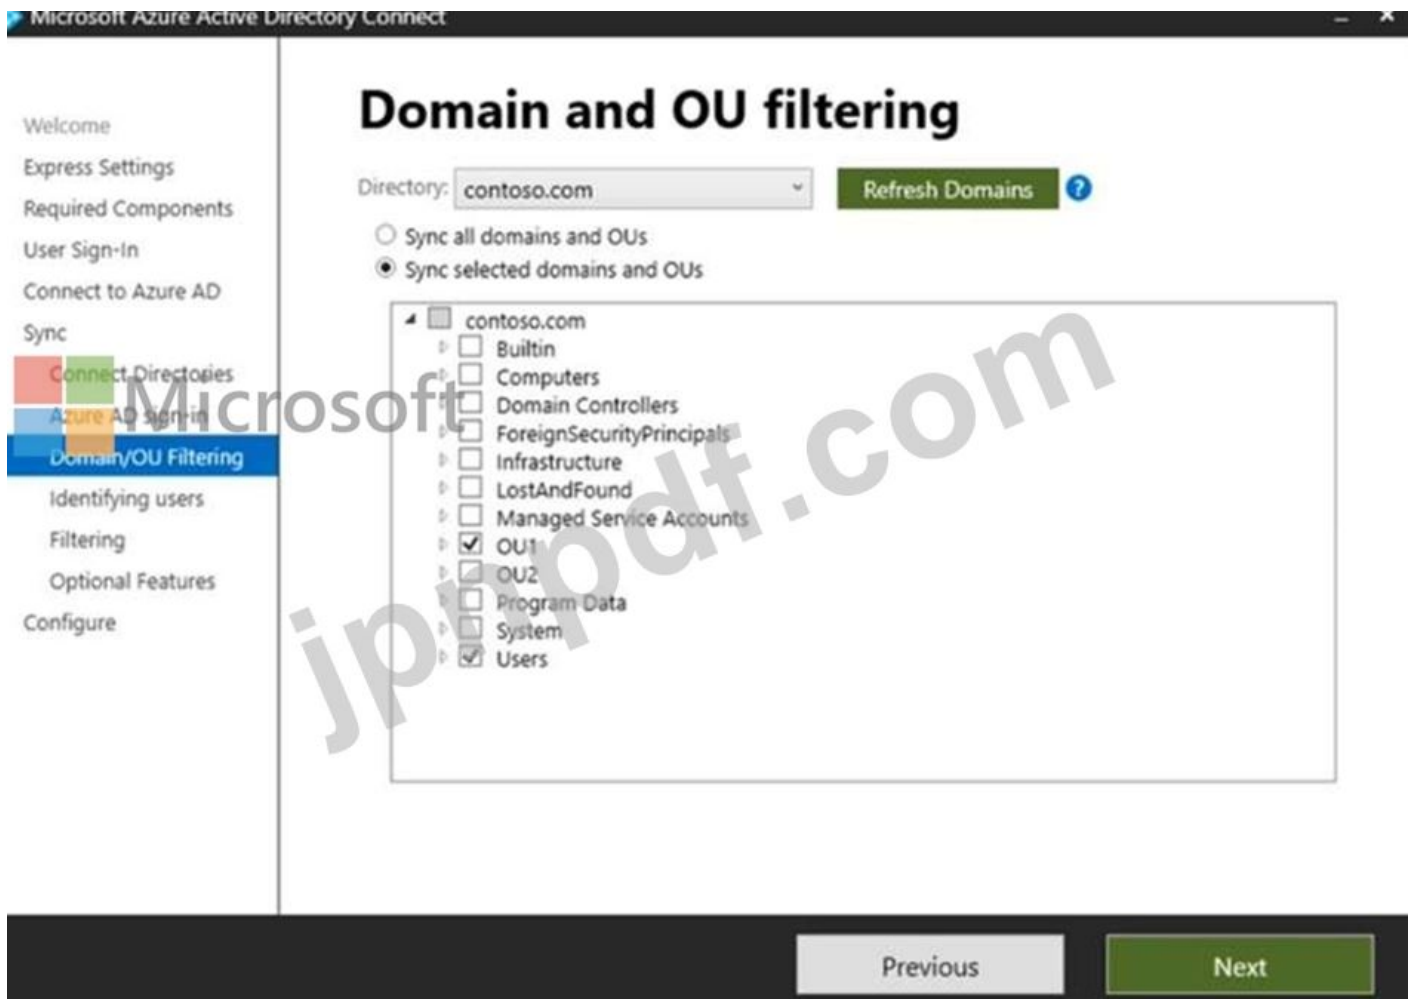 Microsoft Azure Active Directory Connect
Welcome
Express Settings
Required Components
User Sign-In
Connect to Azure AD
Sync
Connect Directories
Azure AD sign-in
Domain/OU Filtering
Identifying users
Filtering
Optional Features
Configure
Microsoft
Domain and OU filtering
Directory: contoso.com Refresh Domains ?
Sync all domains and OUs
Sync selected domains and OUs
contoso.com
Builtin
Computers
Domain Controllers
ForeignSecurityPrincipals
Infrastructure
LostAndFound
Managed Service Accounts
OU1
OU2
Program Data
System
Users
jpnpdf.com
Previous Next